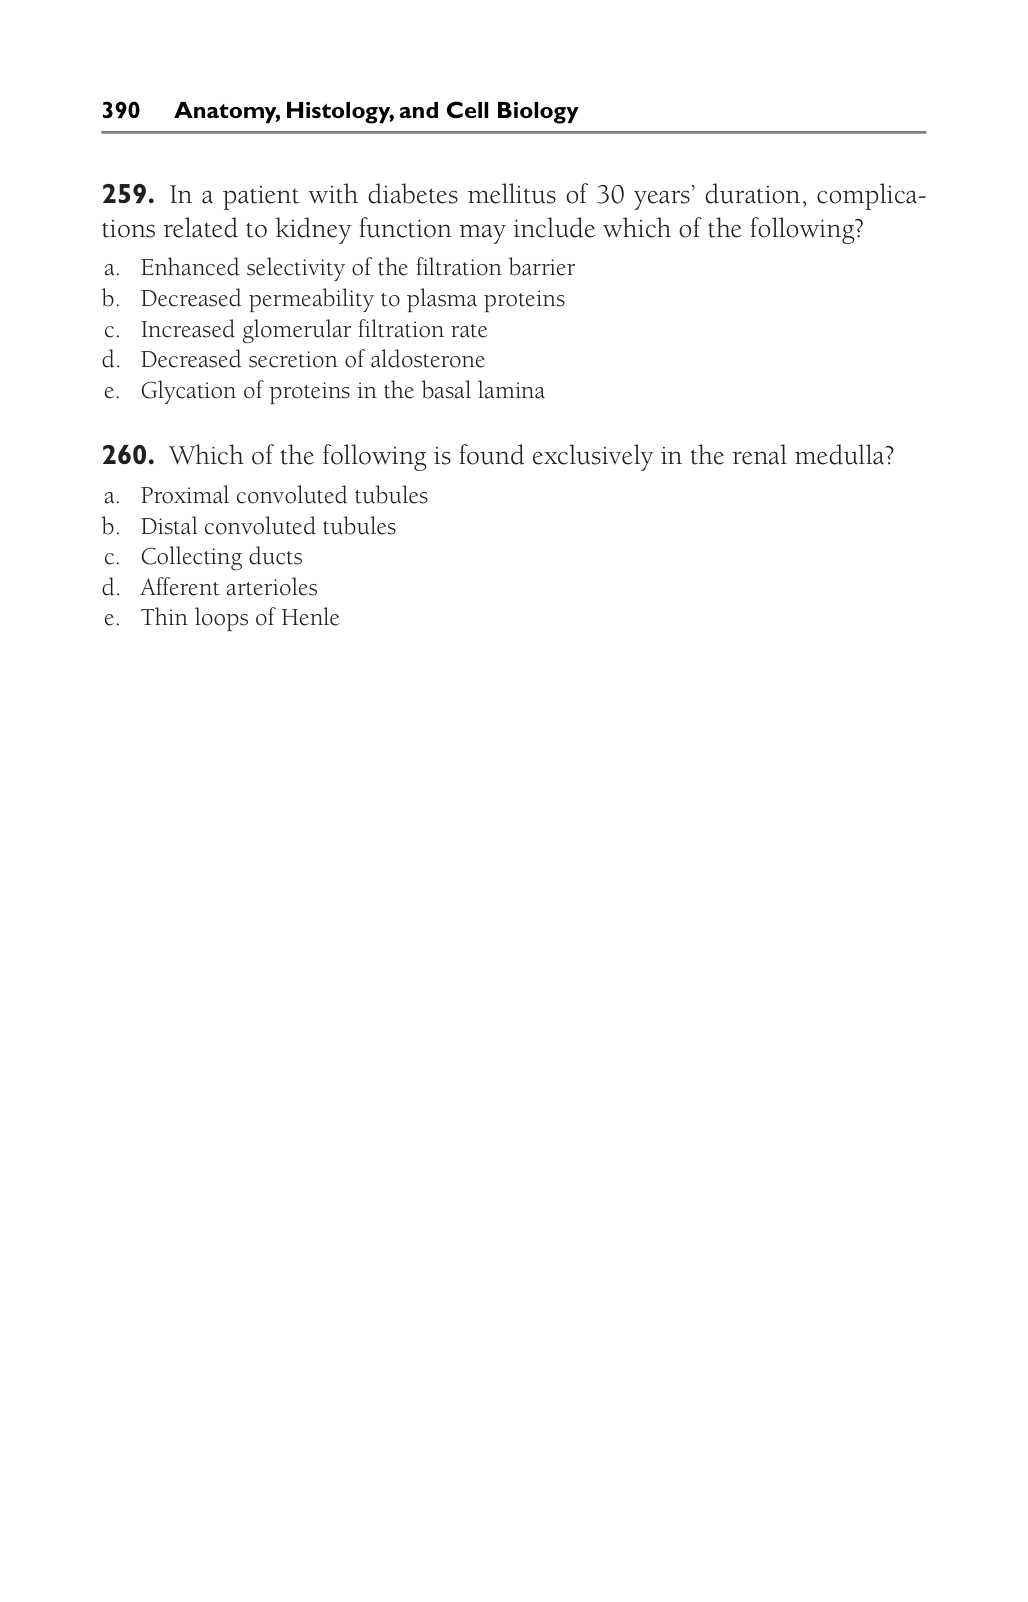 390 Anatomy, Histology, and Cell Biology
259. In a patient with diabetes mellitus of 30 years’ duration, complica-
tions related to kidney function may include which of the following?
a. Enhanced selectivity of the filtration barrier
b. Decreased permeability to plasma proteins
c. Increased glomerular filtration rate
d. Decreased secretion of aldosterone
e. Glycation of proteins in the basal lamina
260. Which of the following is found exclusively in the renal medulla?
a. Proximal convoluted tubules
b. Distal convoluted tubules
c. Collecting ducts
d. Afferent arterioles
e. Thin loops of Henle